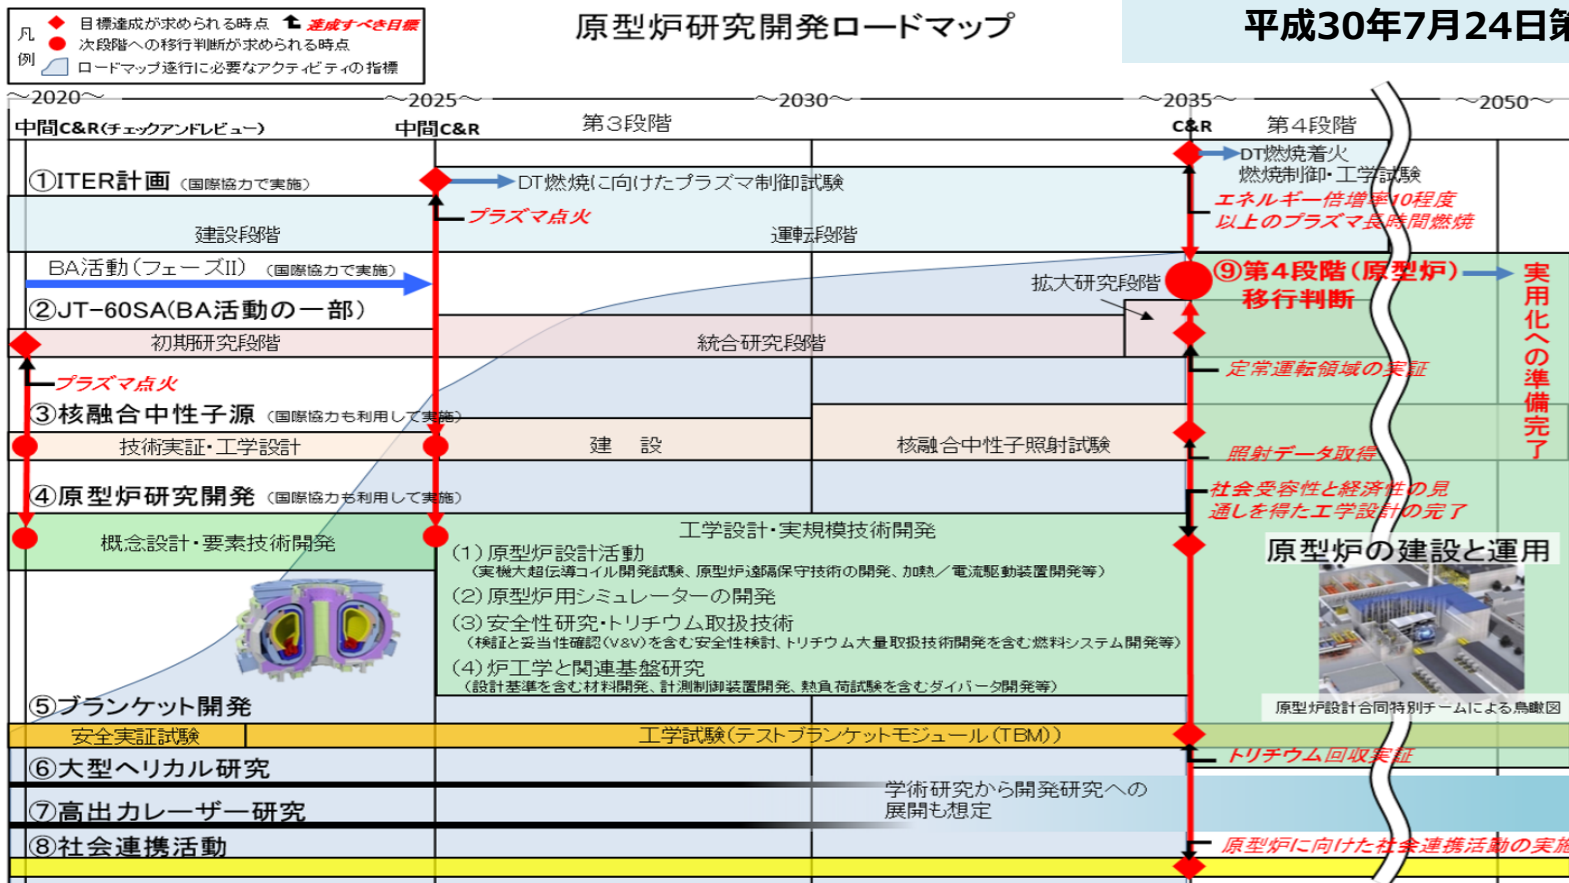 凡例
目標達成が求められる時点 達成すべき目標
次段階への移行判断が求められる時点
ロードマップ遂行に必要なアクティビティの指標
原型炉研究開発ロードマップ
平成30年7月24日第
～2020～
～2025～
～2030～
～2035～
～2050～
中間C&R(チェックアンドレビュー)
中間C&R
第3段階
C&R
第4段階
①ITER計画 (国際協力で実施)
DT燃焼に向けたプラズマ制御試験
DT燃焼着火
燃焼制御・工学試験
プラズマ点火
エネルギー倍増率10程度
以上のプラズマ長時間燃焼
建設段階
運転段階
BA活動(フェーズII) (国際協力で実施)
拡大研究段階
⑨第4段階(原型炉)
移行判断
実用化への準備完了
②JT-60SA(BA活動の一部)
初期研究段階
統合研究段階
プラズマ点火
定常運転領域の実証
③核融合中性子源 (国際協力も利用して実施)
技術実証・工学設計
建 設
核融合中性子照射試験
照射データ取得
④原型炉研究開発 (国際協力も利用して実施)
社会受容性と経済性の見
通しを得た工学設計の完了
概念設計・要素技術開発
工学設計・実規模技術開発
(1)原型炉設計活動
(実機大超伝導コイル開発試験、原型炉遠隔保守技術の開発、加熱/電流駆動装置開発等)
(2)原型炉用シミュレーターの開発
(3)安全性研究・トリチウム取扱技術
(検証と妥当性確認(V&V)を含む安全性検討、トリチウム大量取扱技術開発を含む燃料システム開発等)
(4)炉工学と関連基盤研究
(設計基準を含む材料開発、計測制御装置開発、熱負荷試験を含むダイバータ開発等)
原型炉の建設と運用
原型炉設計合同特別チームによる鳥瞰図
⑤ブランケット開発
安全実証試験
工学試験(テストブランケットモジュール(TBM))
トリチウム回収実証
⑥大型ヘリカル研究
学術研究から開発研究への
展開も想定
⑦高出力レーザー研究
⑧社会連携活動
原型炉に向けた社会連携活動の実施